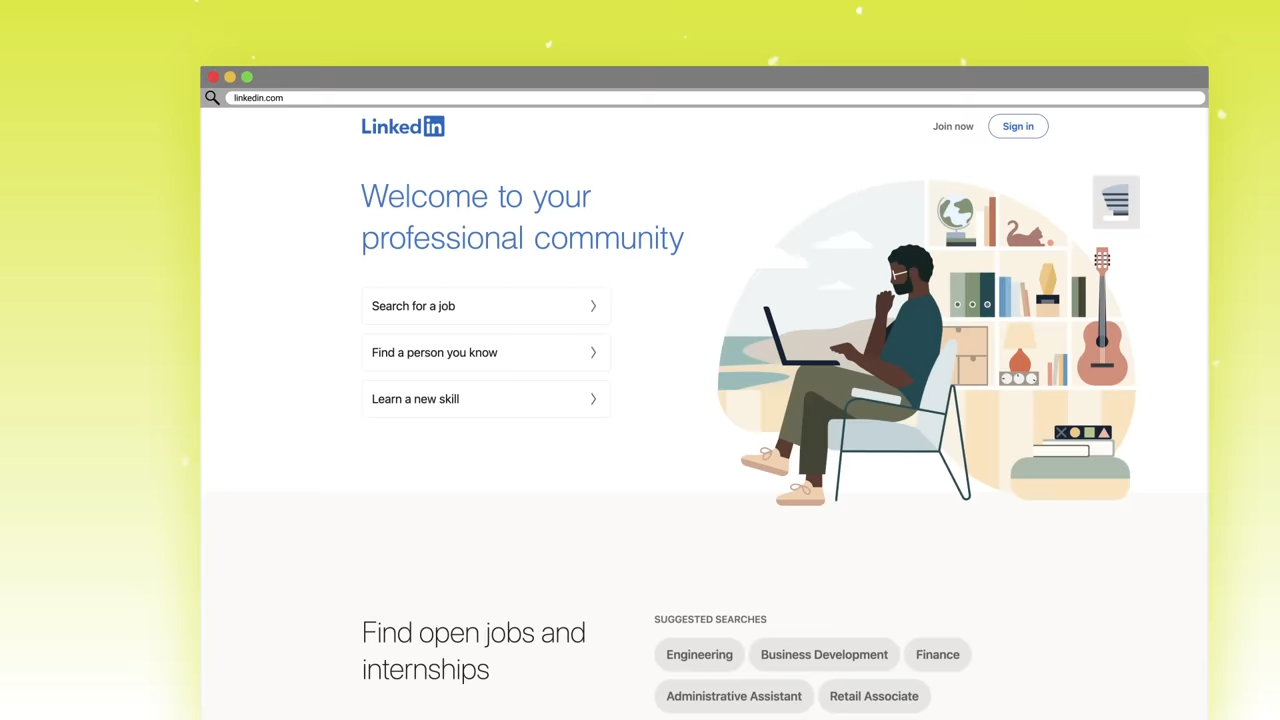 linkedin.com
LinkedIn
Join now
Sign in
Welcome to your
professional community
Search for a job
Find a person you know
Learn a new skill
Find open jobs and
internships
SUGGESTED SEARCHES
Engineering
Business Development
Finance
Administrative Assistant
Retail Associate